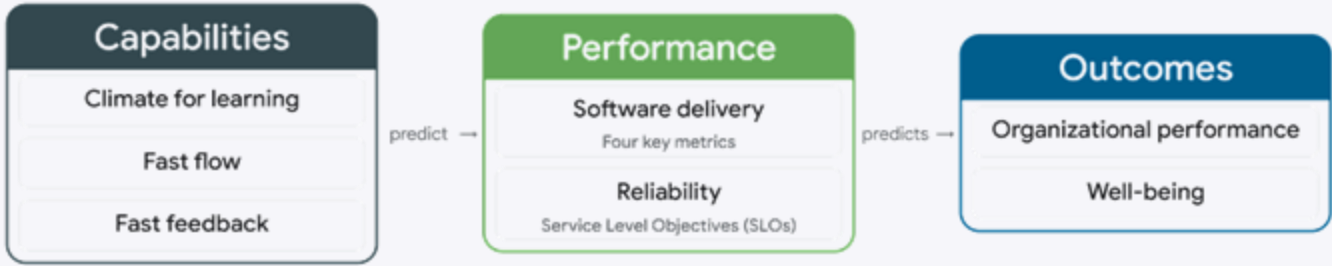 Capabilities
Climate for learning
Fast flow
Fast feedback
predict →
Performance
Software delivery
Four key metrics
Reliability
Service Level Objectives (SLOs)
predicts →
Outcomes
Organizational performance
Well-being